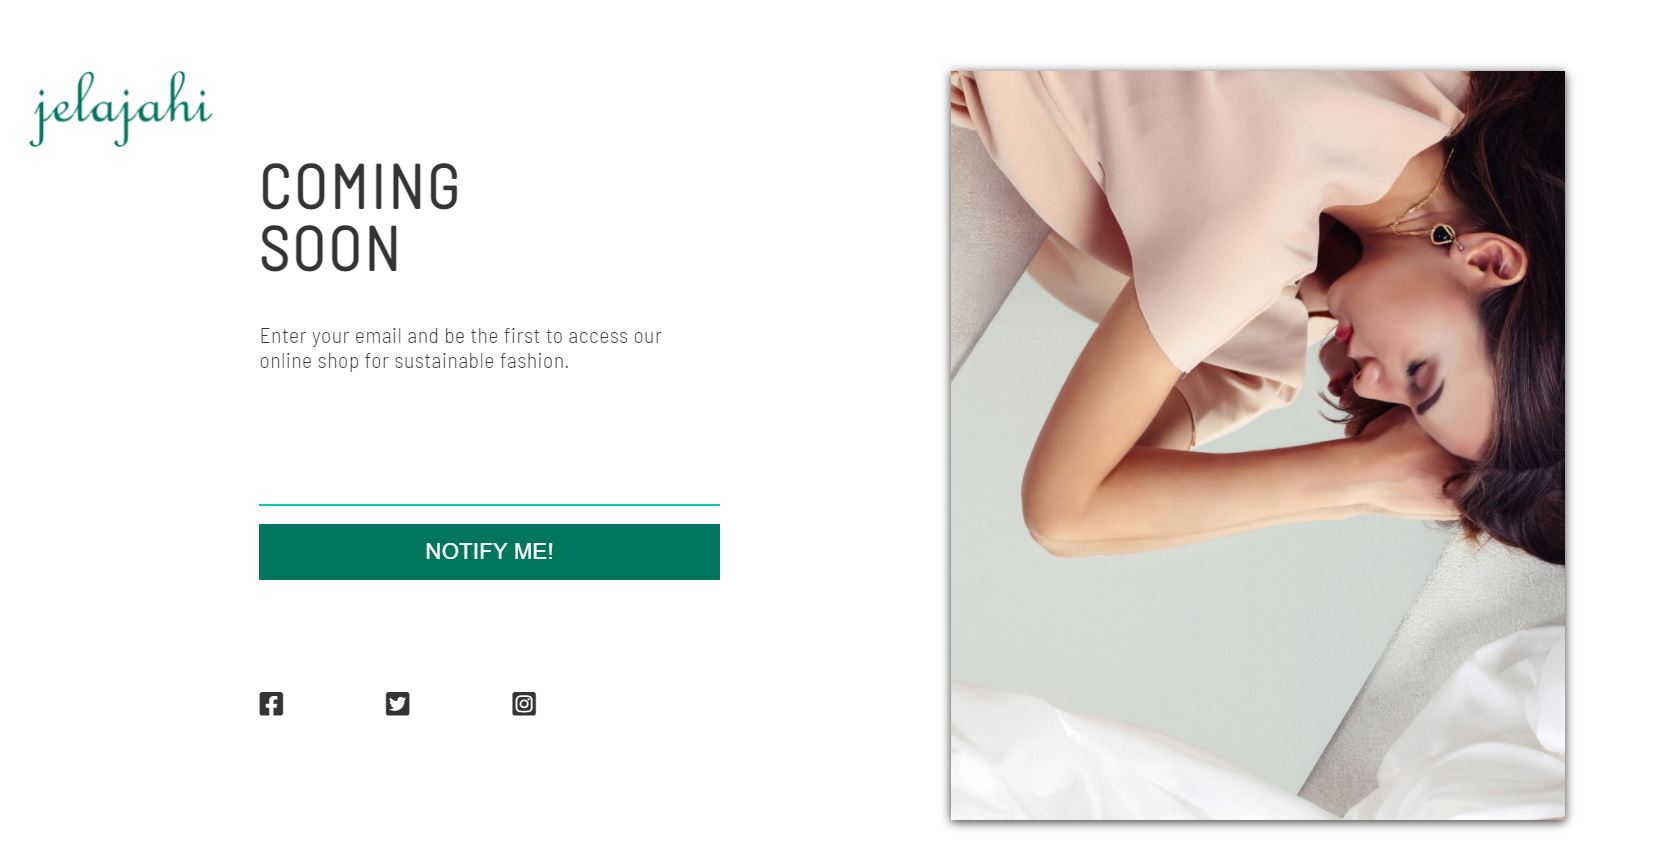 jelajahi
COMING
SOON
Enter your email and be the first to access our
online shop for sustainable fashion.
NOTIFY ME!